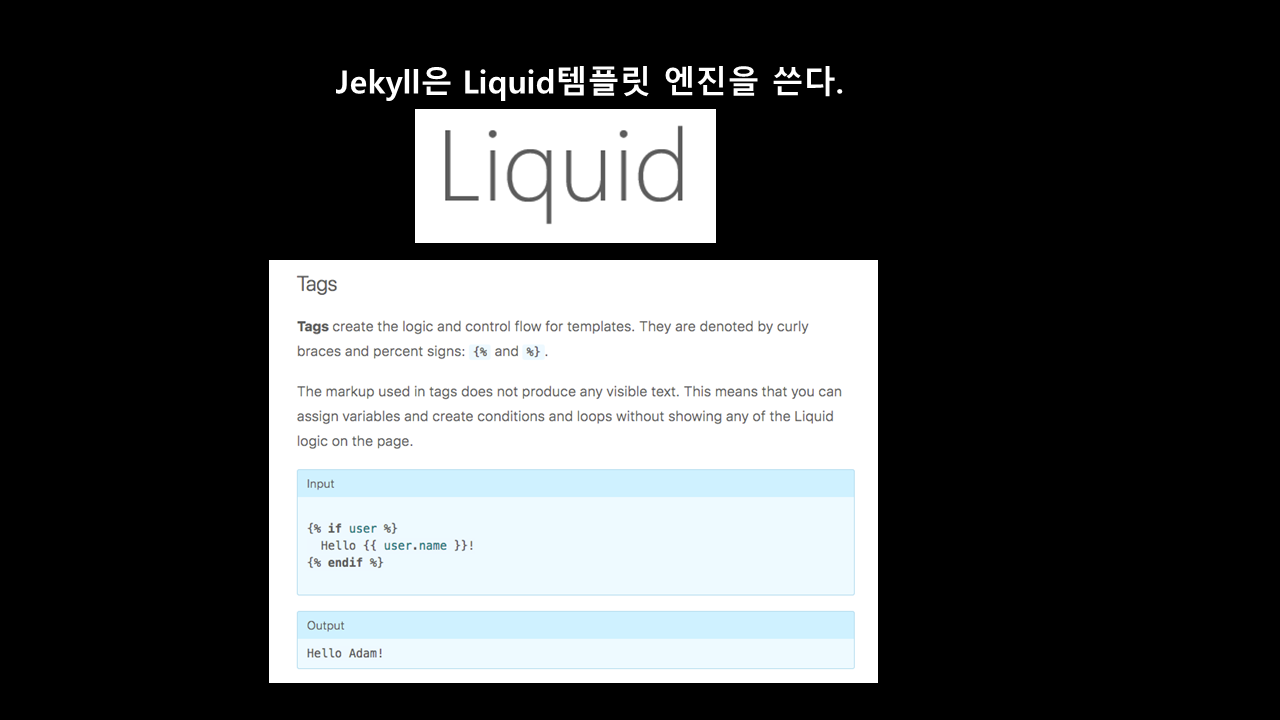 Jekyll은 Liquid템플릿 엔진을 쓴다.
Liquid
Tags
Tags create the logic and control flow for templates. They are denoted by curly
braces and percent signs: {% and %}.
The markup used in tags does not produce any visible text. This means that you can
assign variables and create conditions and loops without showing any of the Liquid
logic on the page.
Input
{% if user %}
  Hello {{ user.name }}!
{% endif %}
Output
Hello Adam!